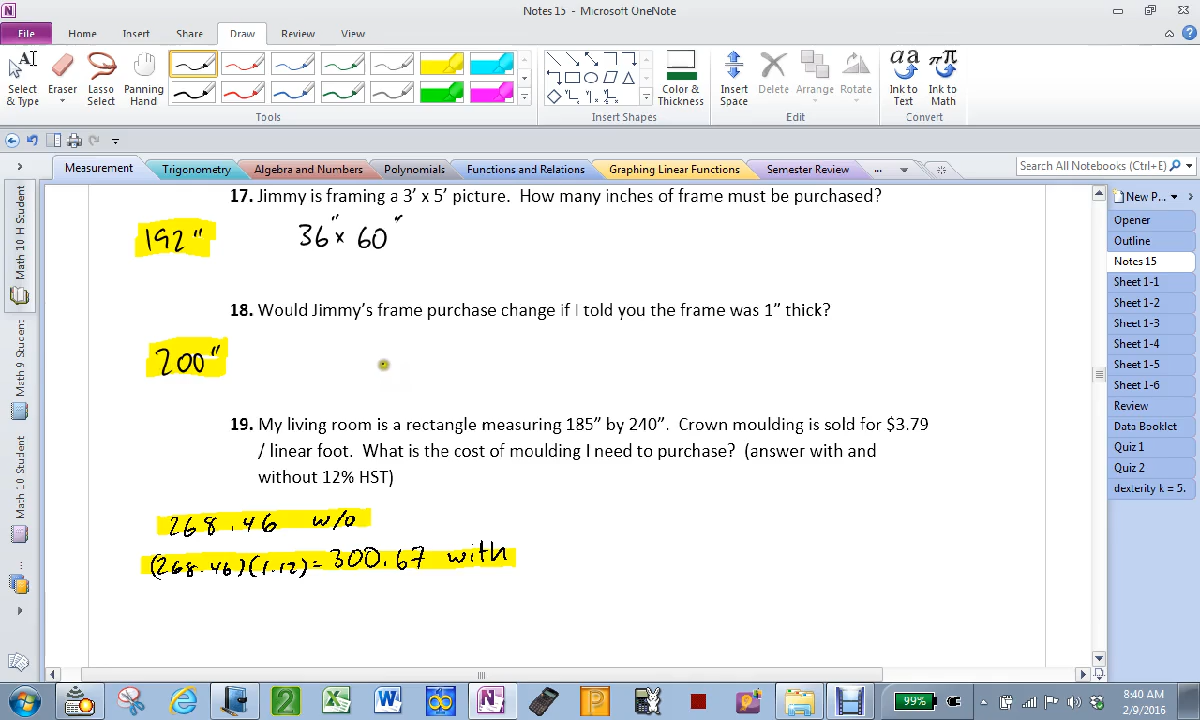 Notes 15 - Microsoft OneNote
File Home Insert Share Draw Review View
Select & Type
Eraser
Lasso Select
Panning Hand
Color & Thickness
Insert Space
Delete
Arrange
Rotate
Ink to Text
Ink to Math
Tools
Insert Shapes
Edit
Convert
Measurement Trigonometry Algebra and Numbers Polynomials Functions and Relations Graphing Linear Functions Semester Review ...
Search All Notebooks (Ctrl+E)
Math 10 H Student
Math 9 Student
Math 10 Student
17. Jimmy is framing a 3’ x 5’ picture. How many inches of frame must be purchased?
192"
36" x 60"
18. Would Jimmy’s frame purchase change if I told you the frame was 1” thick?
200"
19. My living room is a rectangle measuring 185” by 240”. Crown moulding is sold for $3.79
/ linear foot. What is the cost of moulding I need to purchase? (answer with and
without 12% HST)
268.46 w/o
(268.46)(1.12)= 300.67 with
New P...
Opener
Outline
Notes 15
Sheet 1-1
Sheet 1-2
Sheet 1-3
Sheet 1-4
Sheet 1-5
Sheet 1-6
Review
Data Booklet
Quiz 1
Quiz 2
dexterity k = 5.
99%
8:40 AM
2/9/2016